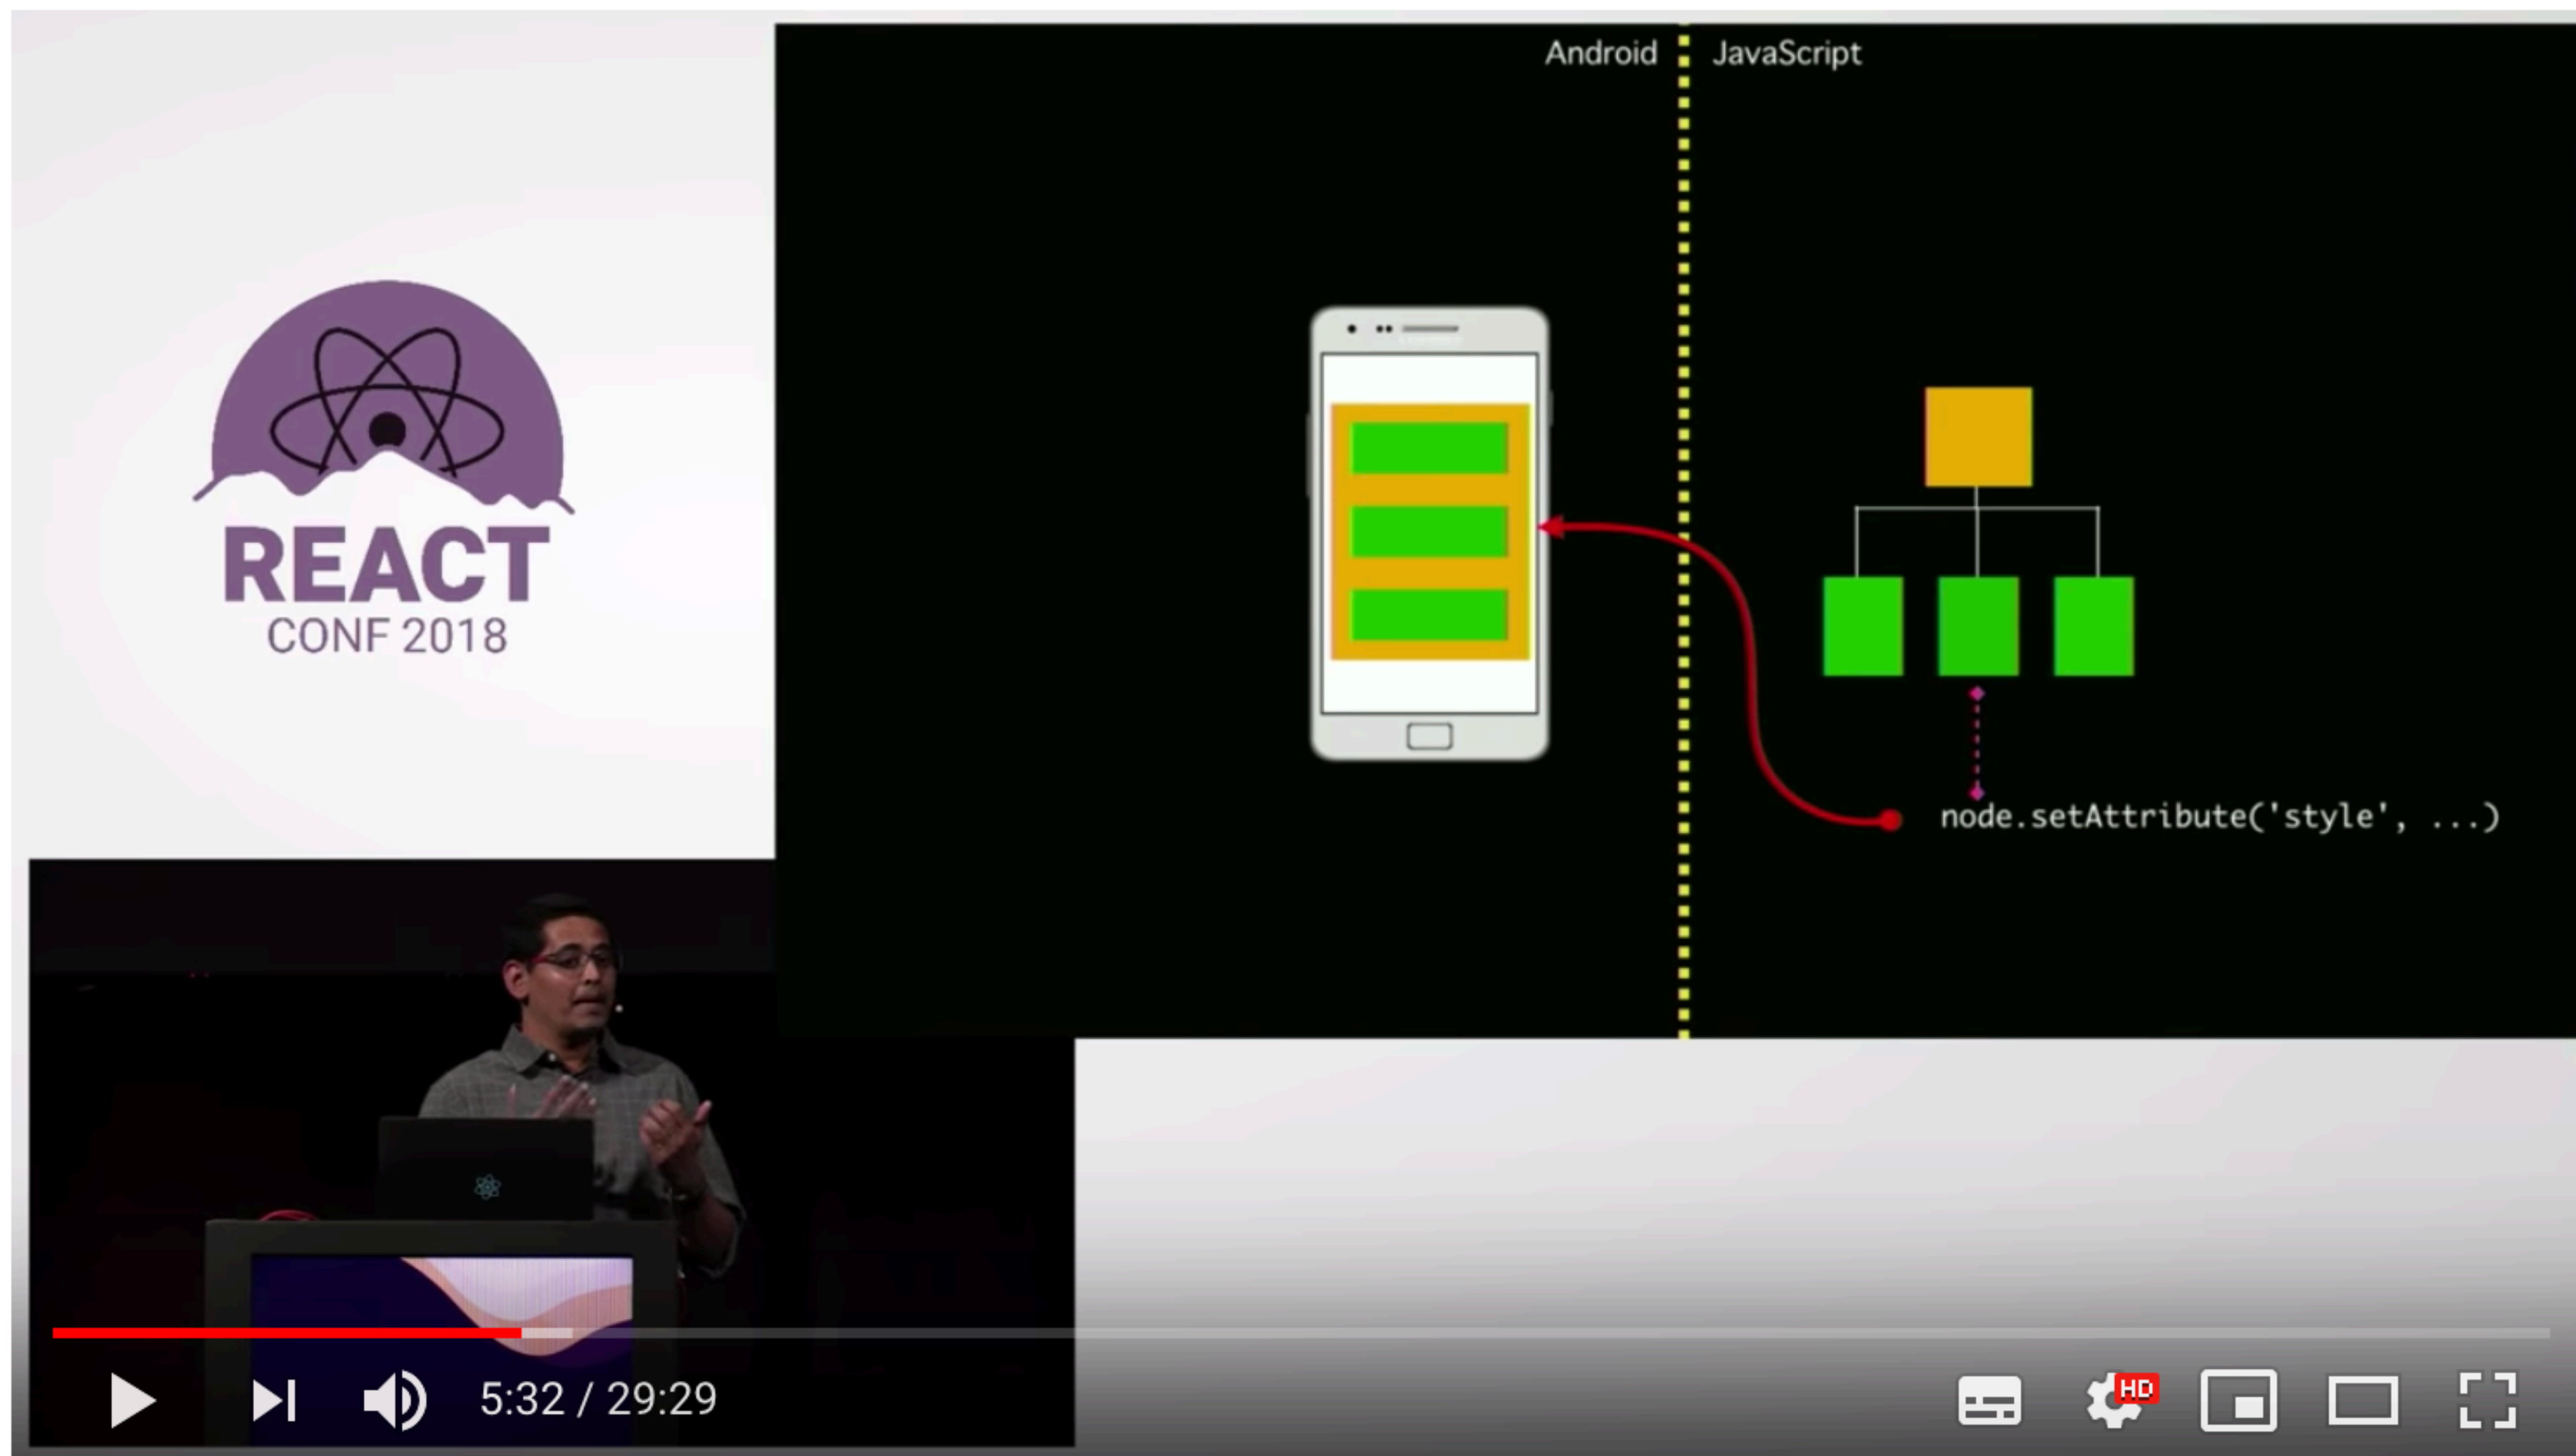 Android
JavaScript
REACT
CONF 2018
node.setAttribute('style', ...)
5:32 / 29:29
HD